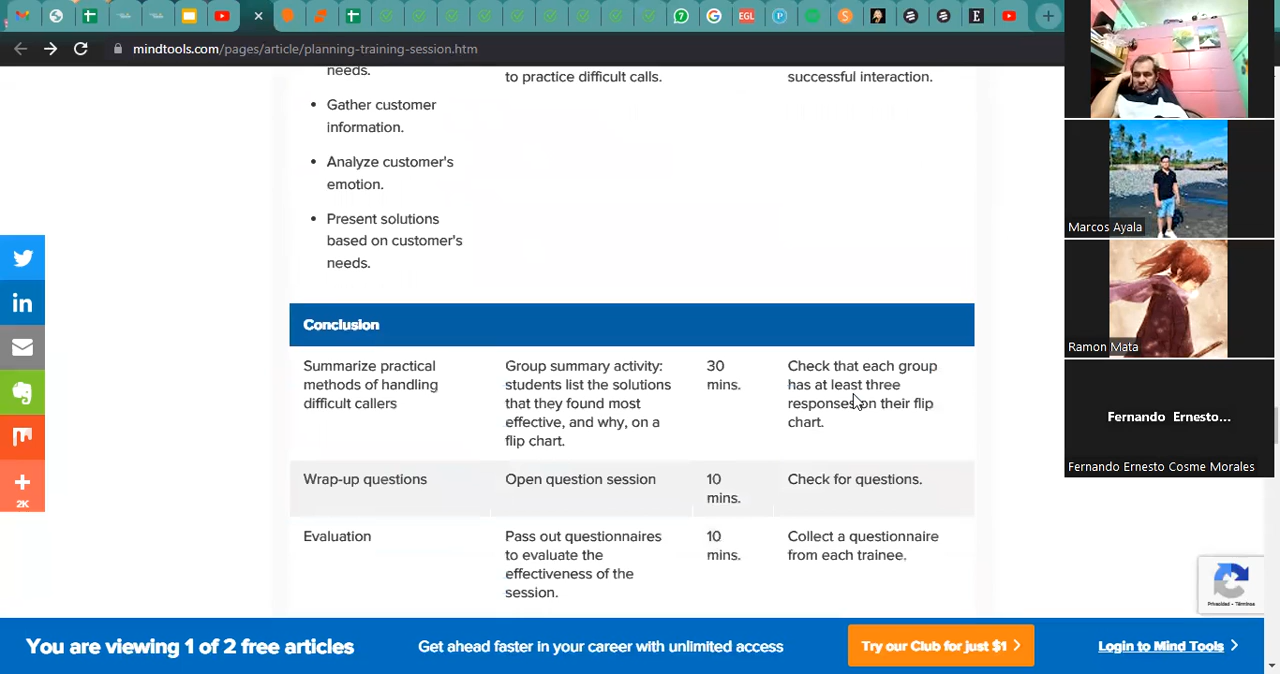 mindtools.com/pages/article/planning-training-session.htm
needs.
to practice difficult calls.
successful interaction.
• Gather customer
information.
• Analyze customer's
emotion.
• Present solutions
based on customer's
needs.
Conclusion
Summarize practical
methods of handling
difficult callers
Group summary activity:
students list the solutions
that they found most
effective, and why, on a
flip chart.
30
mins.
Check that each group
has at least three
responses on their flip
chart.
Wrap-up questions
Open question session
10
mins.
Check for questions.
Evaluation
Pass out questionnaires
to evaluate the
effectiveness of the
session.
10
mins.
Collect a questionnaire
from each trainee.
2K
You are viewing 1 of 2 free articles
Get ahead faster in your career with unlimited access
Try our Club for just $1
Login to Mind Tools
Privacidad - Términos
EGL
Marcos Ayala
Ramon Mata
Fernando Ernesto...
Fernando Ernesto Cosme Morales